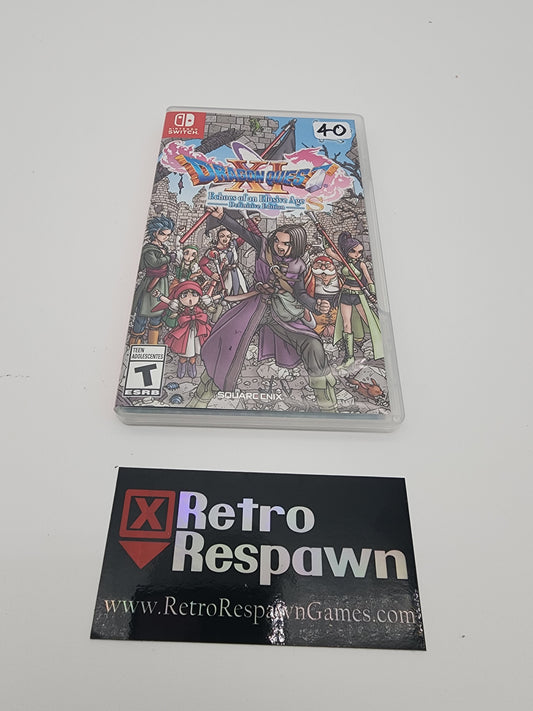 NINTENDO
SWITCH
40
DRAGON QUEST
XI S
Echoes of an Elusive Age
Definitive Edition
TEEN
ADOLESCENTES
T
ESRB
SQUARE ENIX
X Retro
Respawn
www.RetroRespawnGames.com